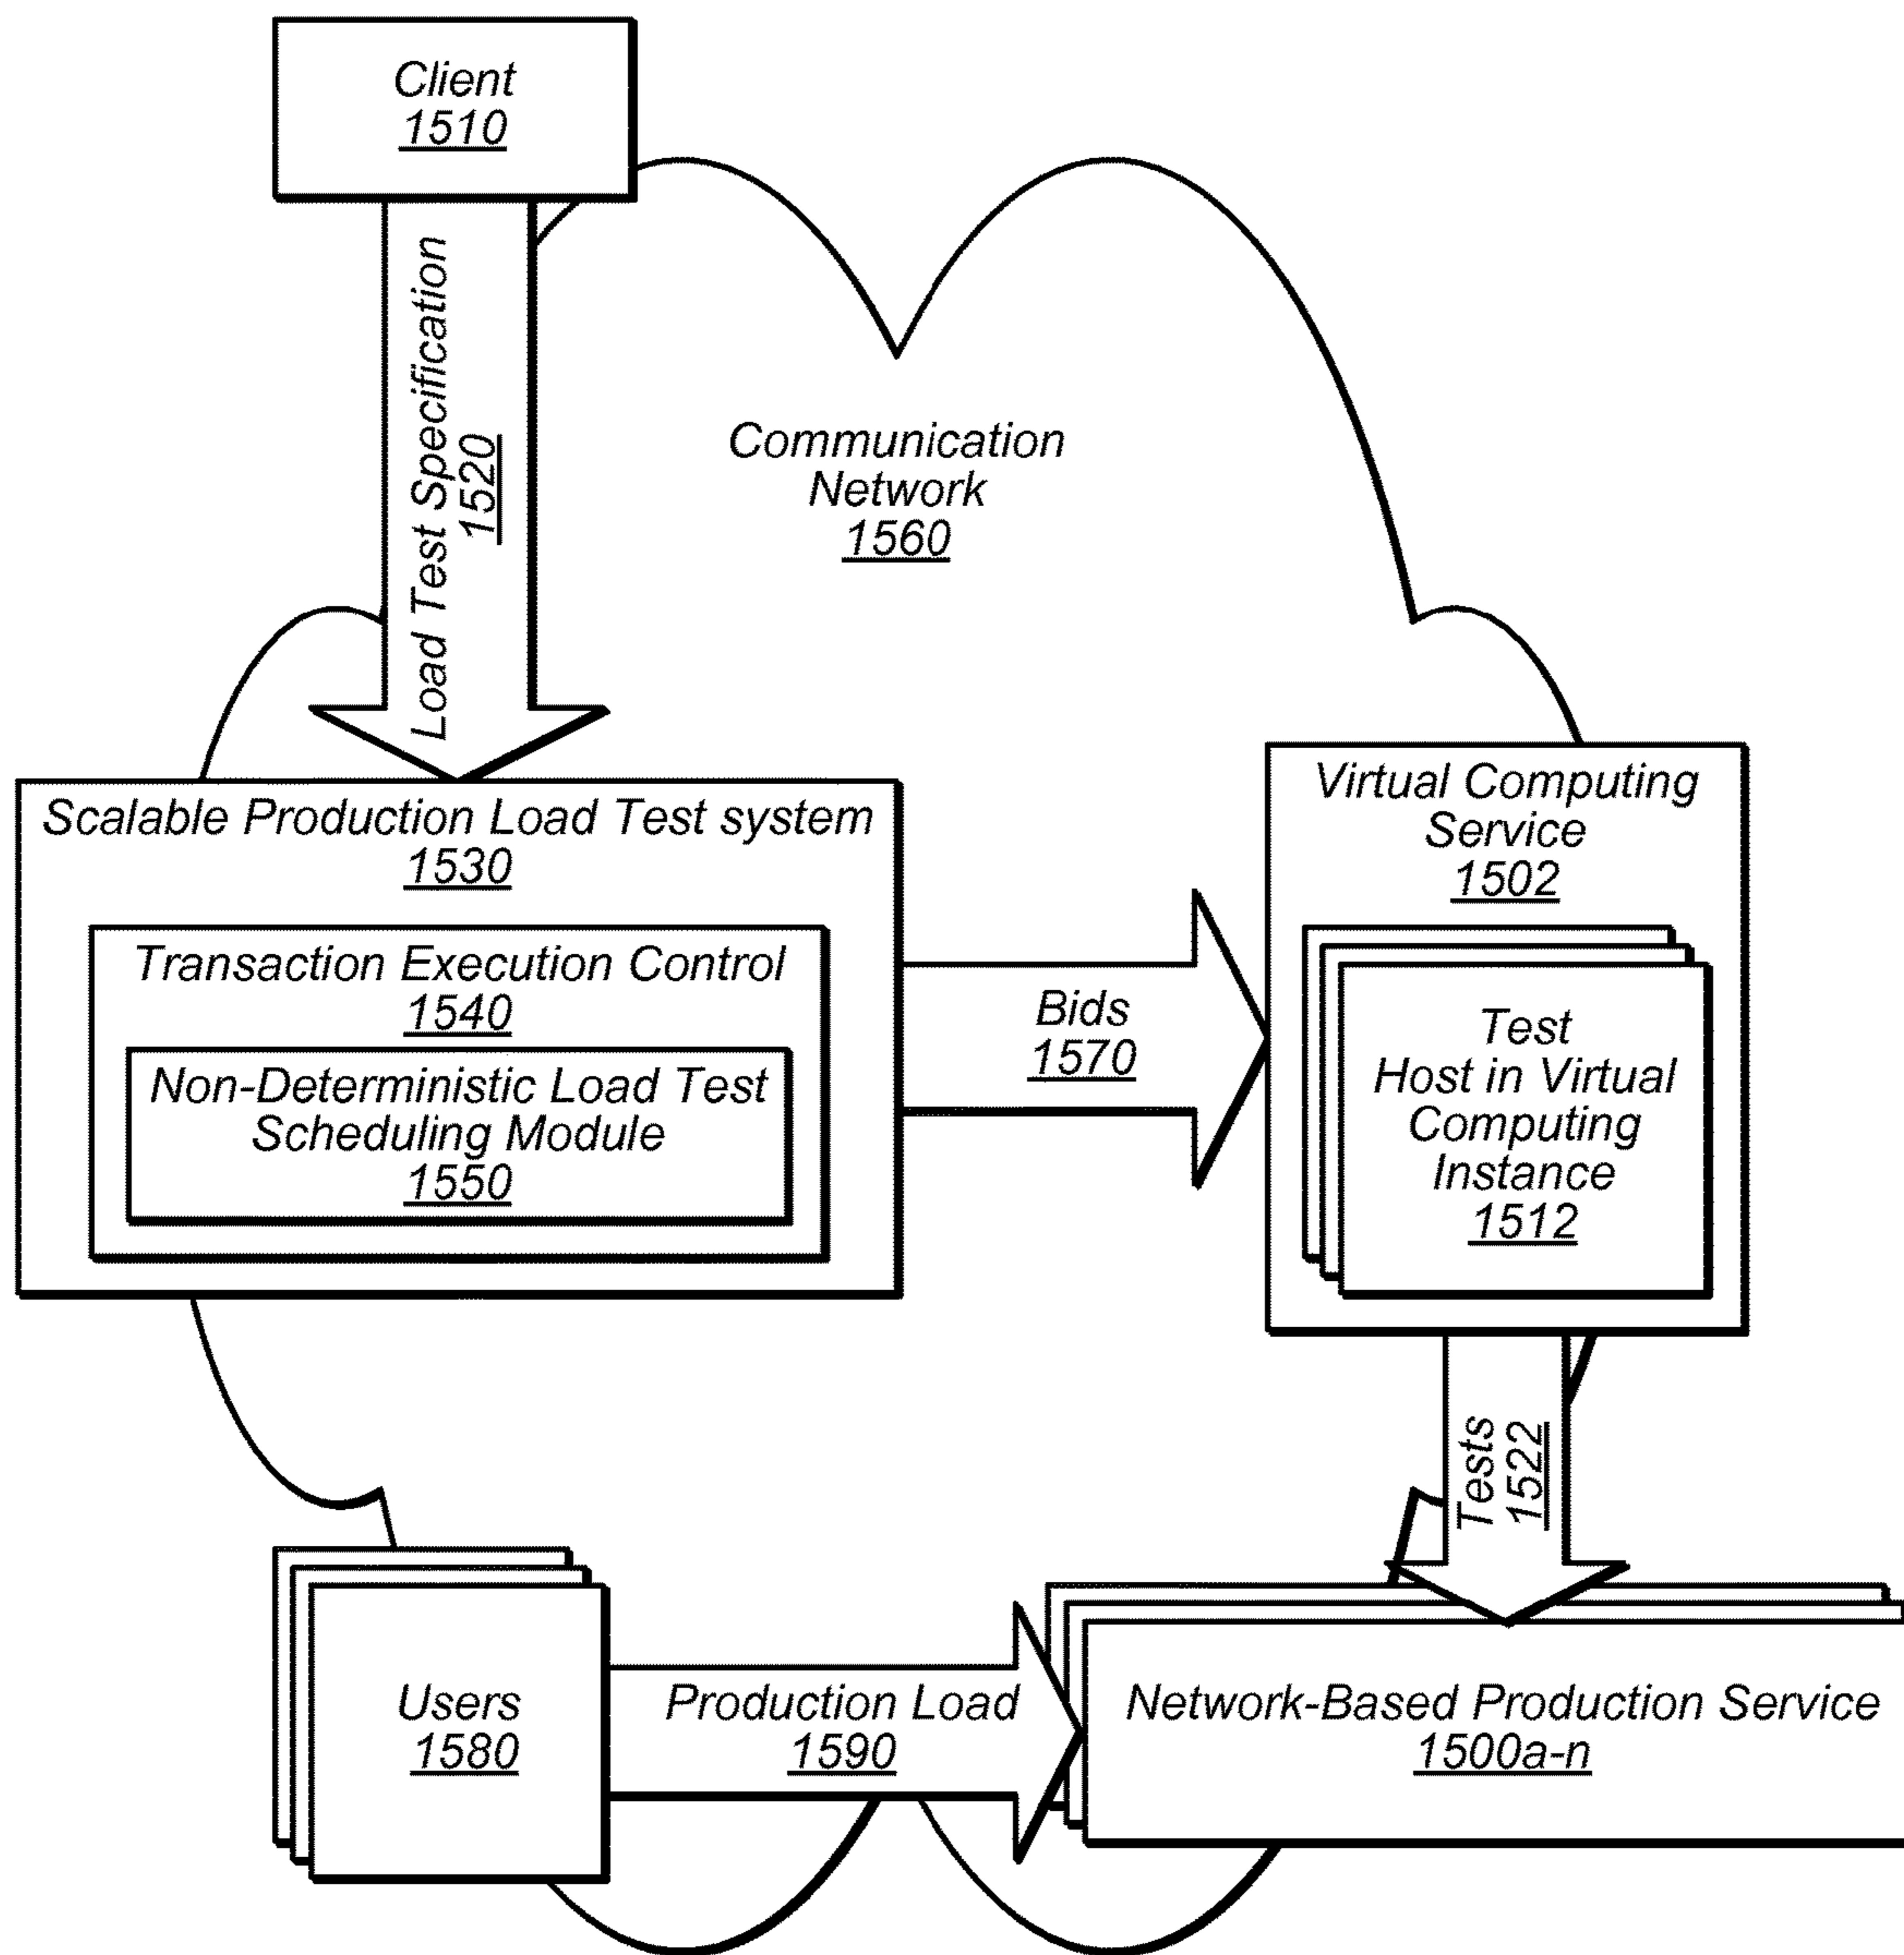 Client
1510
Load Test Specification
1520
Communication
Network
1560
Scalable Production Load Test system
1530
Transaction Execution Control
1540
Non-Deterministic Load Test
Scheduling Module
1550
Bids
1570
Virtual Computing
Service
1502
Test
Host in Virtual
Computing
Instance
1512
Tests
1522
Users
1580
Production Load
1590
Network-Based Production Service
1500a-n